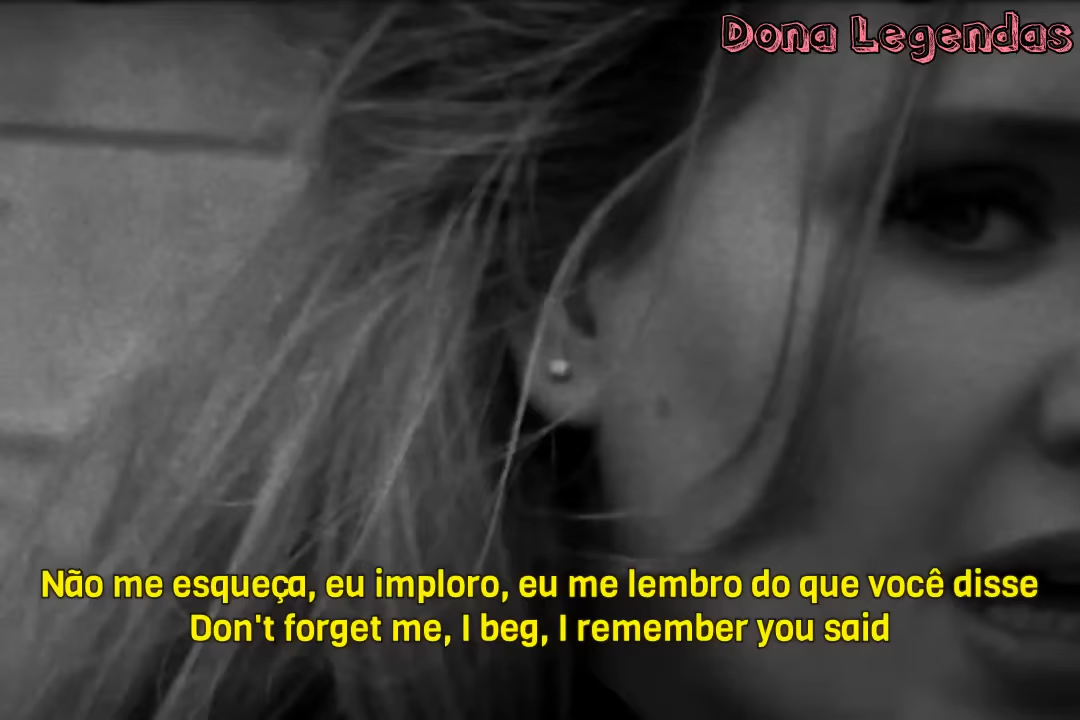 Dona Legendas
Não me esqueça, eu imploro, eu me lembro do que você disse
Don't forget me, I beg, I remember you said